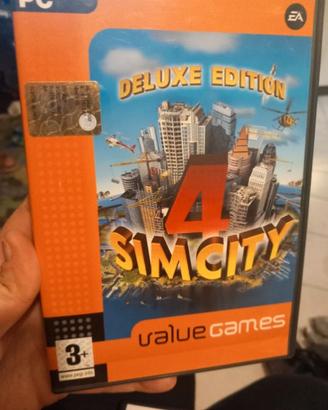 PC
EA
DELUXE EDITION
4
SIMCITY
value GAMES
3+
www.pegi.info